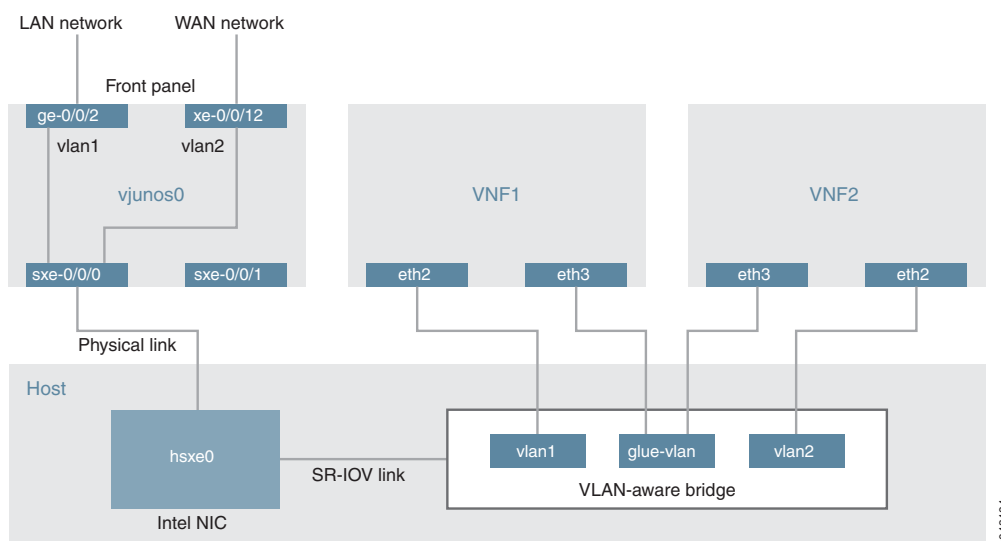 LAN network
WAN network
Front panel
ge-0/0/2
xe-0/0/12
vlan1
vlan2
vjunos0
VNF1
VNF2
sxe-0/0/0
sxe-0/0/1
eth2
eth3
eth3
eth2
Physical link
Host
hsxe0
SR-IOV link
vlan1
glue-vlan
vlan2
VLAN-aware bridge
Intel NIC